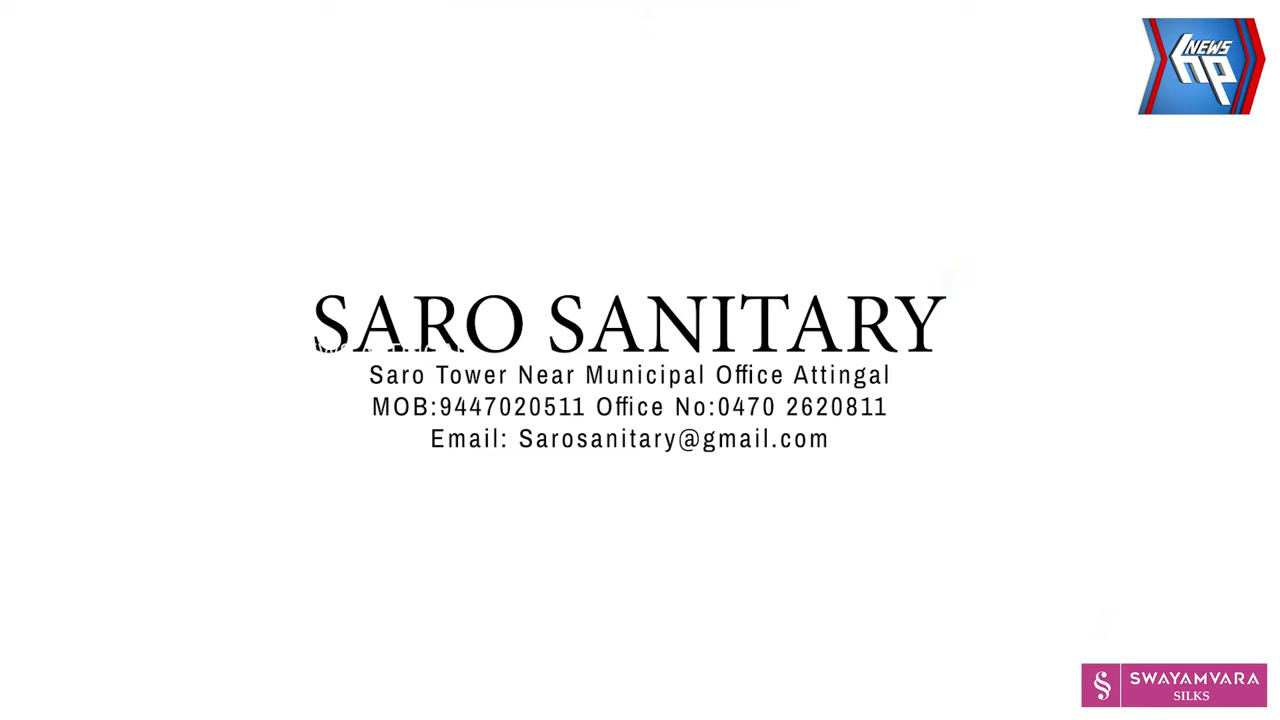 NEWS
hp
SARO SANITARY
Saro Tower Near Municipal Office Attingal
MOB:9447020511 Office No:0470 2620811
Email: Sarosanitary@gmail.com
SWAYAMVARA
SILKS